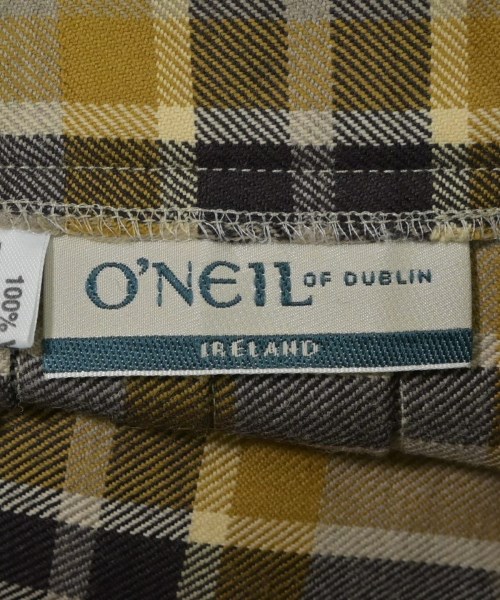 O'NEIL OF DUBLIN
IRELAND
100%